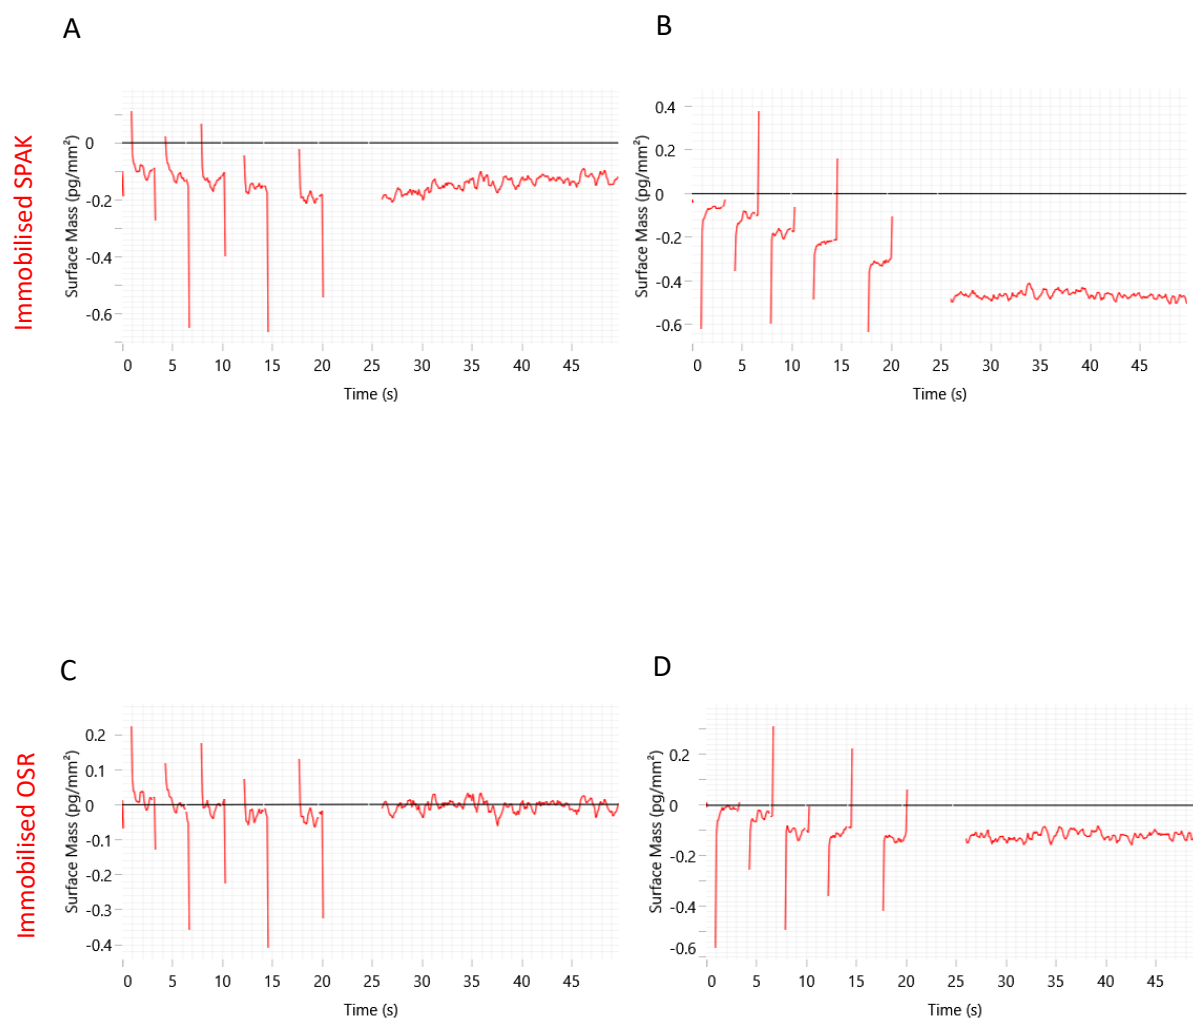 A
B
Immobilised SPAK
Surface Mass (pg/mm²)
0
-0.2
-0.4
-0.6
0 5 10 15 20 25 30 35 40 45
Time (s)
Surface Mass (pg/mm²)
0.4
0.2
0
-0.2
-0.4
-0.6
0 5 10 15 20 25 30 35 40 45
Time (s)
C
D
Immobilised OSR
Surface Mass (pg/mm²)
0.2
0.1
0
-0.1
-0.2
-0.3
-0.4
0 5 10 15 20 25 30 35 40 45
Time (s)
Surface Mass (pg/mm²)
0.2
0
-0.2
-0.4
-0.6
0 5 10 15 20 25 30 35 40 45
Time (s)